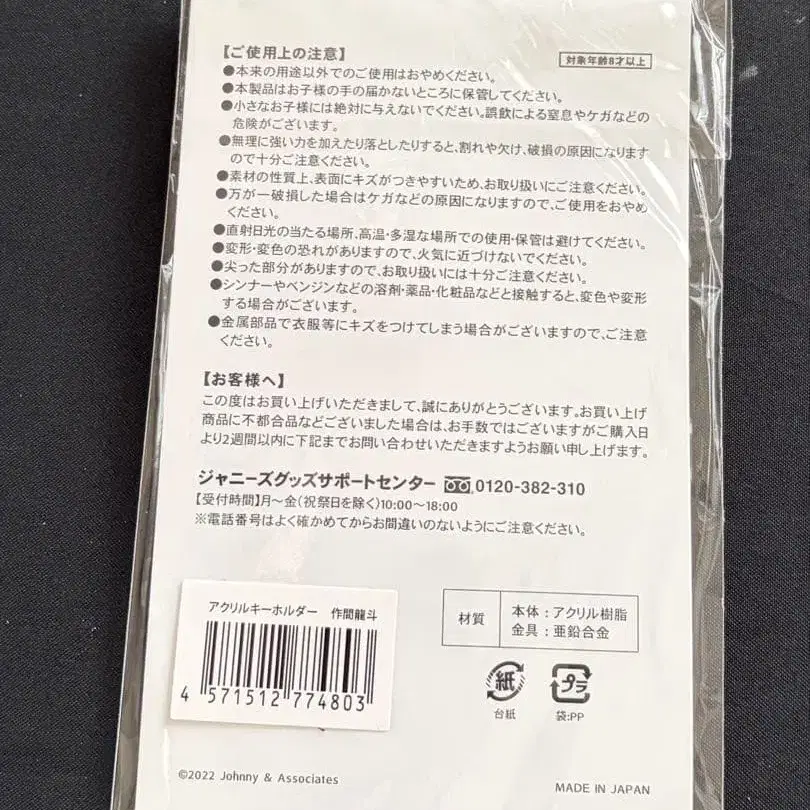 【ご使用上の注意】
対象年齢8才以上
●本来の用途以外でのご使用はおやめください。
●本製品はお子様の手の届かないところに保管してください。
●小さなお子様には絶対に与えないでください。誤飲による窒息やケガなどの
危険がございます。
●無理に強い力を加えたり落としたりすると、割れや欠け、破損の原因になります
ので十分ご注意ください。
●素材の性質上、表面にキズがつきやすいため、お取り扱いにご注意ください。
●万が一破損した場合はケガなどの原因になりますので、ご使用をおやめ
ください。
●直射日光の当たる場所、高温・多湿な場所での使用・保管は避けてください。
●変形・変色の恐れがありますので、火気に近づけないでください。
●尖った部分がありますので、お取り扱いには十分ご注意ください。
●シンナーやベンジンなどの溶剤・薬品・化粧品などと接触すると、変色や変形
する場合がございます。
●金属部品で衣服等にキズをつけてしまう場合がございますので、ご注意
ください。
【お客様へ】
この度はお買い上げいただきまして、誠にありがとうございます。お買い上げ
商品に不都合品などございました場合は、お手数ではございますがご購入日
より2週間以内に下記までお問い合わせいただきますようお願い申し上げます。
ジャニーズグッズサポートセンター 0120-382-310
【受付時間】月〜金(祝祭日を除く)10:00〜18:00
※電話番号はよく確かめてからお間違いのないようにご注意ください。
アクリルキーホルダー 作間龍斗
4 571512 774803
材質
本体:アクリル樹脂
金具:亜鉛合金
紙
台紙
プラ
袋:PP
©2022 Johnny & Associates
MADE IN JAPAN